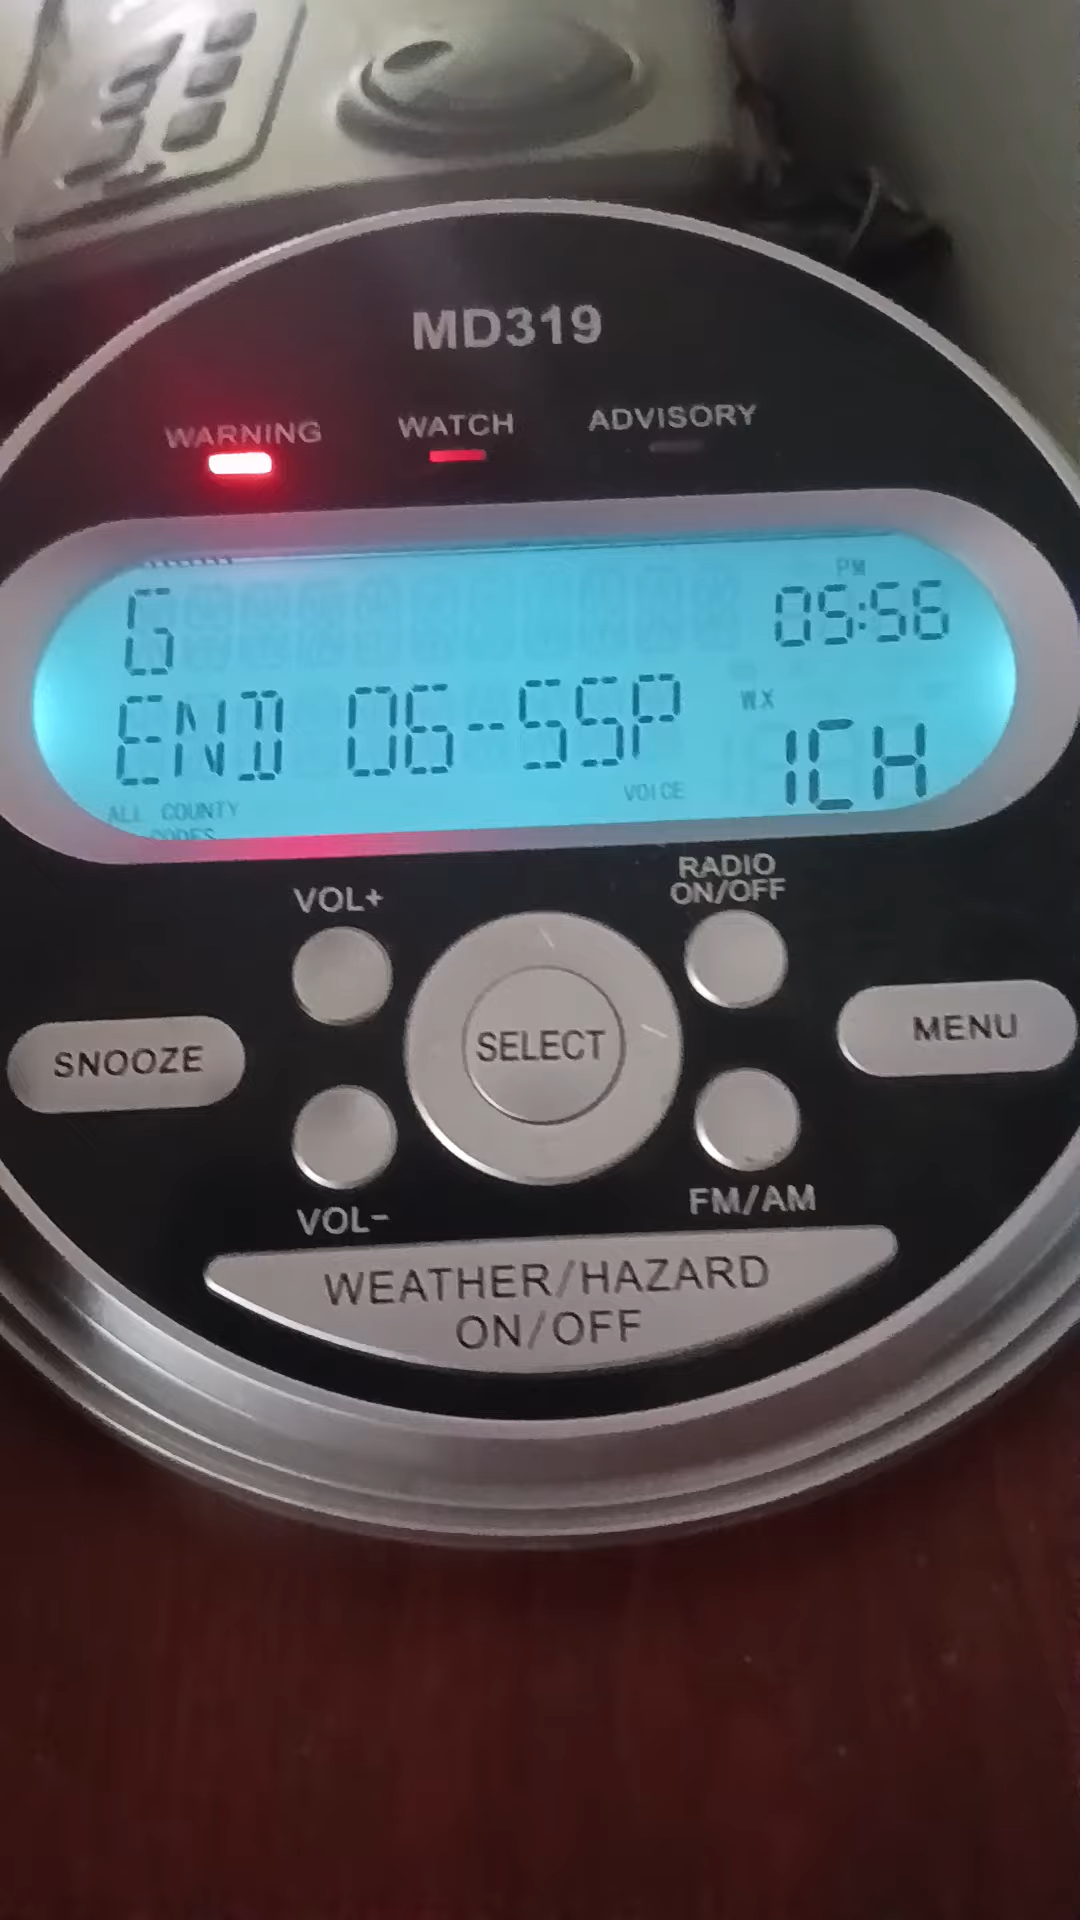 MD319
WARNING WATCH ADVISORY
G
PM
05:56
END 06-55P
WX
1CH
ALL COUNTY
CODES
VOICE
VOL+
RADIO
ON/OFF
SNOOZE
SELECT
MENU
VOL-
FM/AM
WEATHER/HAZARD
ON/OFF